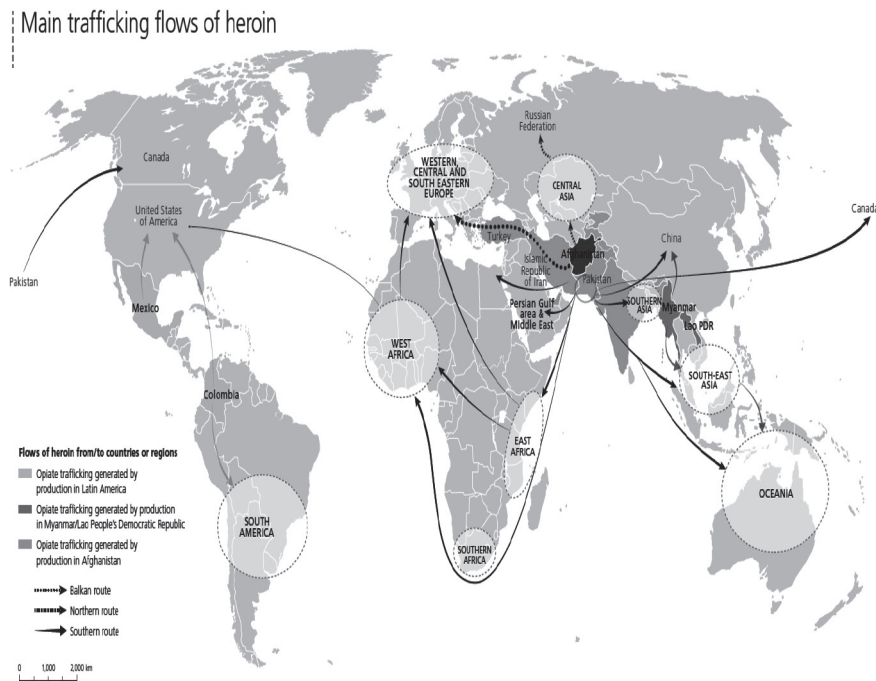 Main trafficking flows of heroin
Russian
Federation
Canada
WESTERN,
CENTRAL AND
SOUTH EASTERN
EUROPE
CENTRAL
ASIA
United States
of America
Canada
Turkey
China
Afghanistan
Islamic
Republic
of Iran
Pakistan
Pakistan
Mexico
Persian Gulf
area &
Middle East
SOUTHERN
ASIA
Myanmar
Lao PDR
WEST
AFRICA
SOUTH-EAST
ASIA
Colombia
EAST
AFRICA
Flows of heroin from/to countries or regions
Opiate trafficking generated by
production in Latin America
Opiate trafficking generated by production
in Myanmar/Lao People's Democratic Republic
Opiate trafficking generated by
production in Afghanistan
OCEANIA
SOUTH
AMERICA
SOUTHERN
AFRICA
Balkan route
Northern route
Southern route
0 1,000 2,000 km